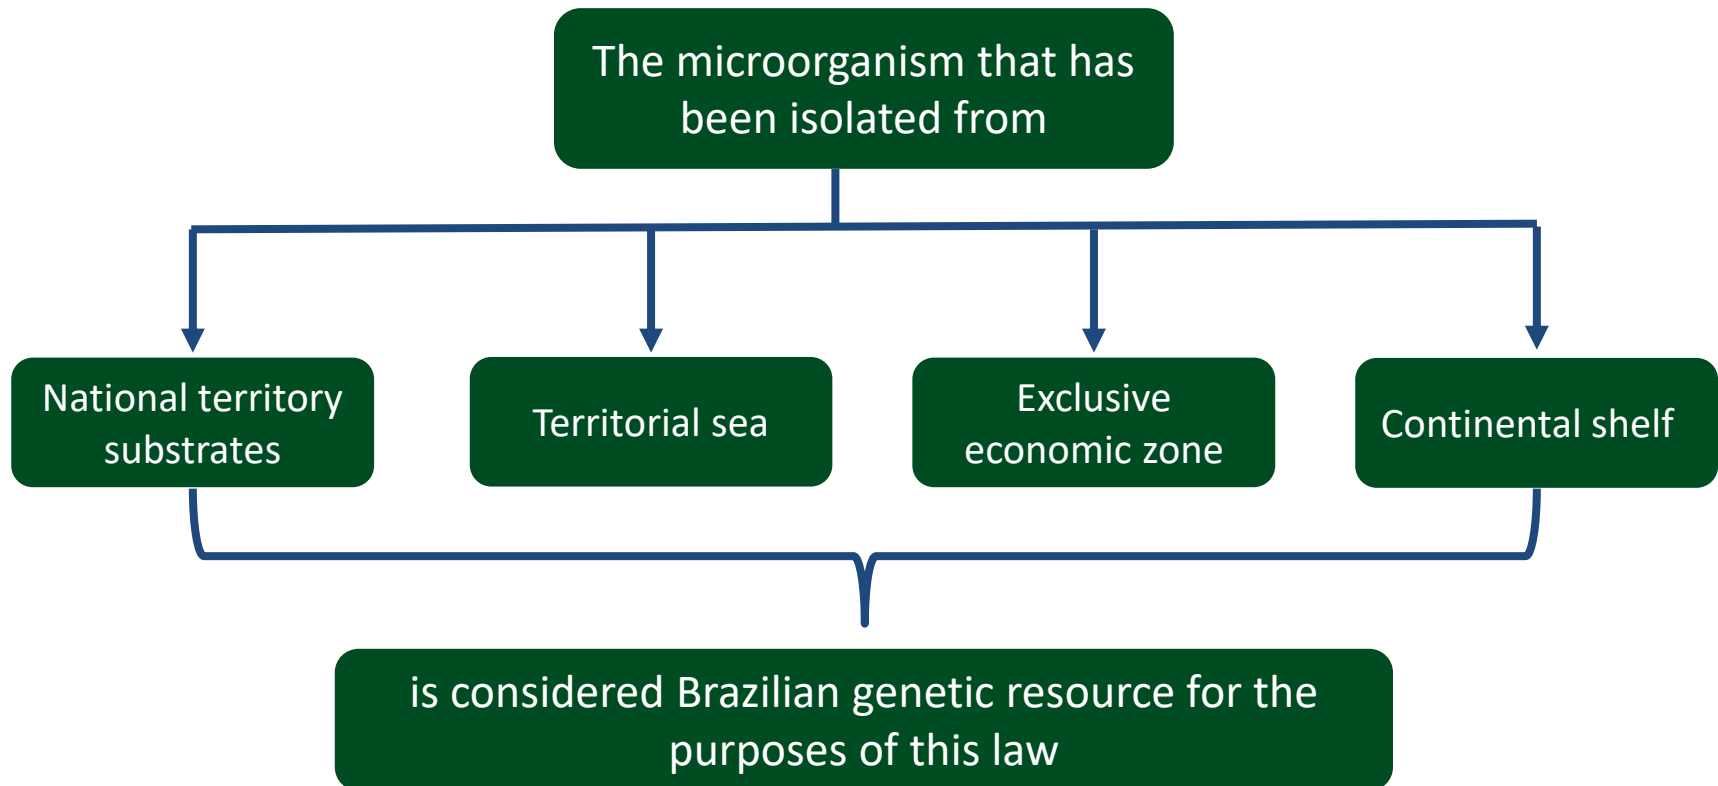 The microorganism that has
been isolated from
National territory
substrates
Territorial sea
Exclusive
economic zone
Continental shelf
is considered Brazilian genetic resource for the
purposes of this law